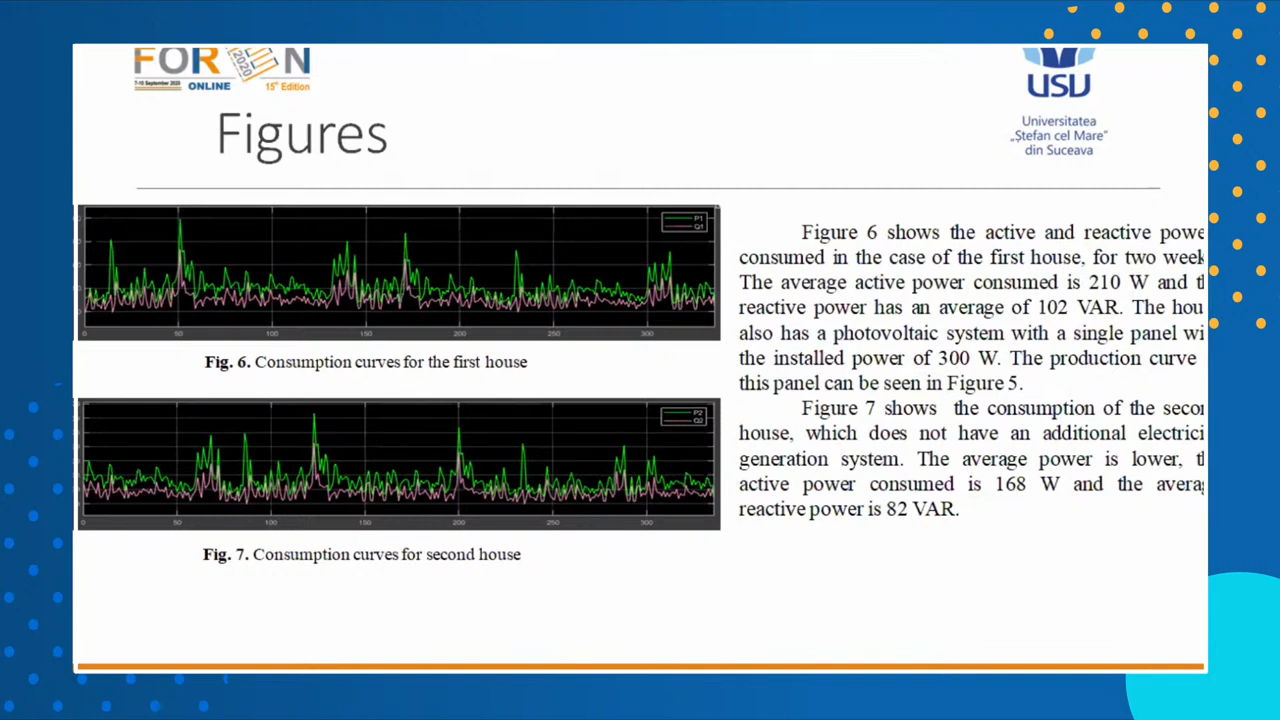 FOR N
2020
7-10 September 2020
ONLINE
15th Edition
USV
Universitatea
„Ștefan cel Mare”
din Suceava
Figures
P1
Q1
0 50 100 150 200 250 300
Fig. 6. Consumption curves for the first house
P2
Q2
0 50 100 150 200 250 300
Fig. 7. Consumption curves for second house
Figure 6 shows the active and reactive powe
consumed in the case of the first house, for two week
The average active power consumed is 210 W and t
reactive power has an average of 102 VAR. The hou
also has a photovoltaic system with a single panel wi
the installed power of 300 W. The production curve
this panel can be seen in Figure 5.
Figure 7 shows the consumption of the secon
house, which does not have an additional electrici
generation system. The average power is lower, t
active power consumed is 168 W and the averag
reactive power is 82 VAR.